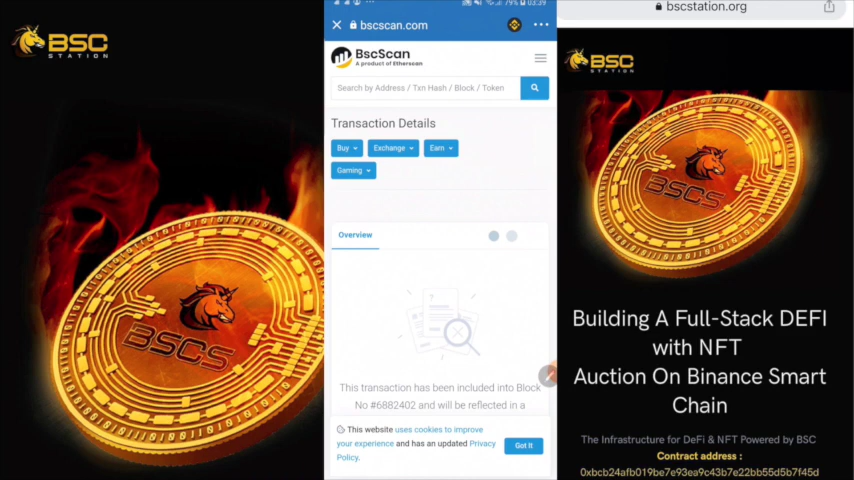 BSC
STATION
BSCS
79% 03:39
bscscan.com
BscScan
A product of Etherscan
Search by Address / Txn Hash / Block / Token
Transaction Details
Buy
Exchange
Earn
Gaming
Overview
This transaction has been included into Block
No #6882402 and will be reflected in a
This website uses cookies to improve
your experience and has an updated Privacy
Policy.
Got It
bscstation.org
BSC
STATION
BSCS
Building A Full-Stack DEFI
with NFT
Auction On Binance Smart
Chain
The Infrastructure for DeFi & NFT Powered by BSC
Contract address :
0xbcb24afb019be7e93ea9c43b7e22bb55d5b7f45d